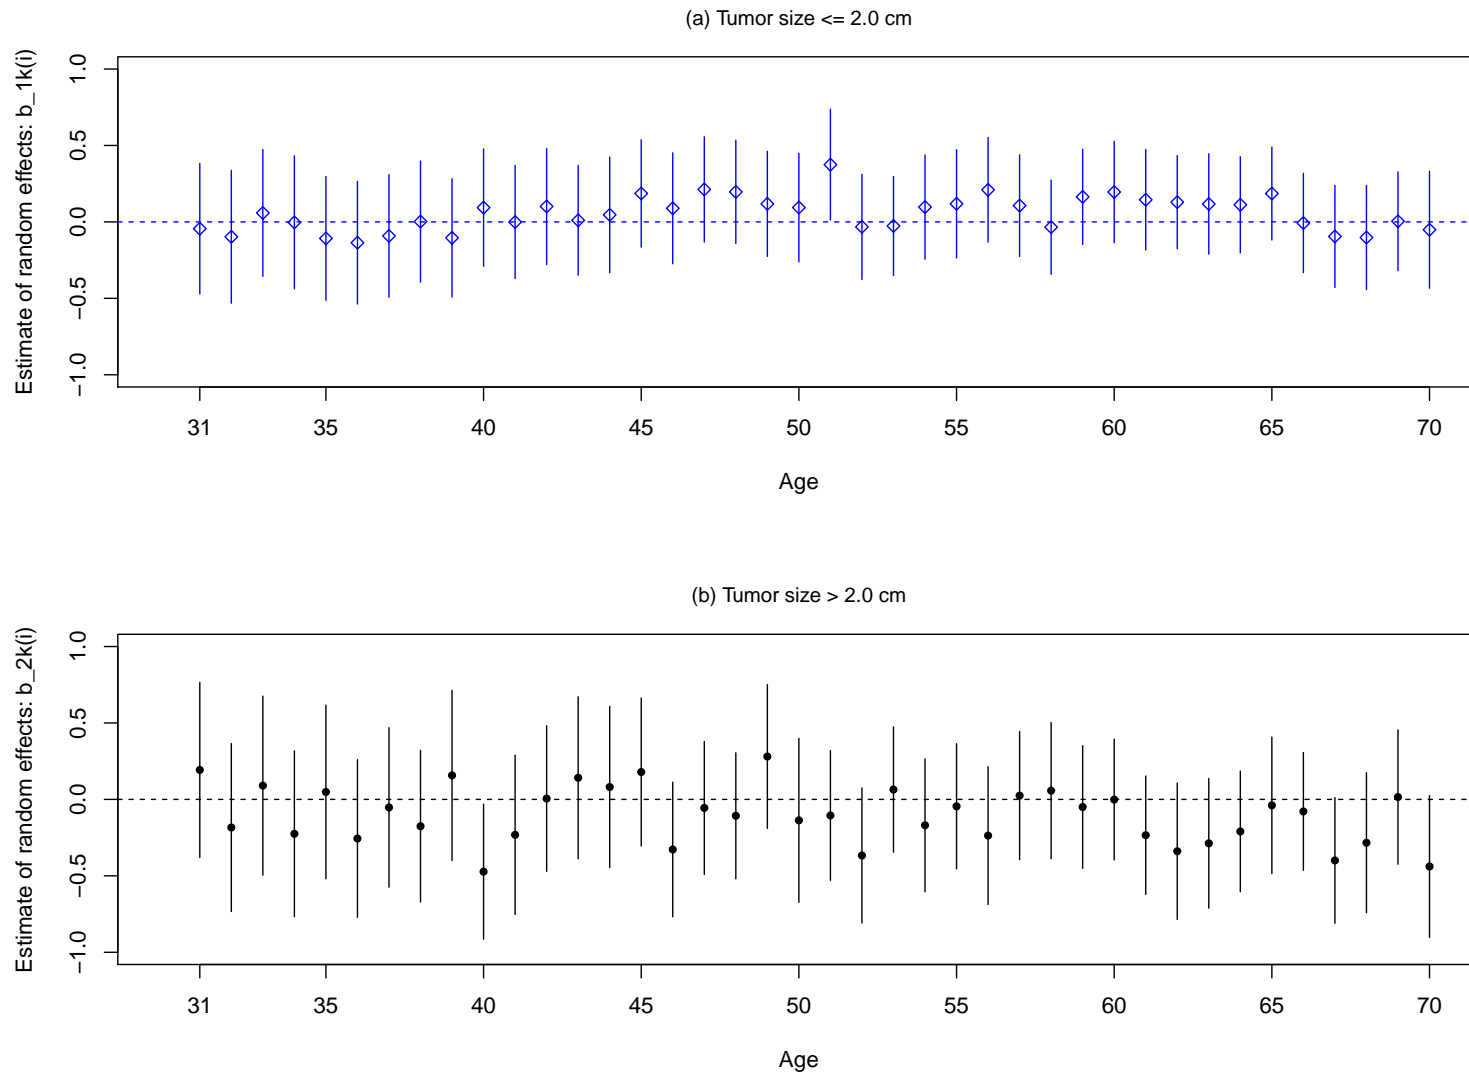 (a) Tumor size <= 2.0 cm
Estimate of random effects: b_1k(i)
1.0
0.5
0.0
−0.5
−1.0
31 35 40 45 50 55 60 65 70
Age
(b) Tumor size > 2.0 cm
Estimate of random effects: b_2k(i)
1.0
0.5
0.0
−0.5
−1.0
31 35 40 45 50 55 60 65 70
Age